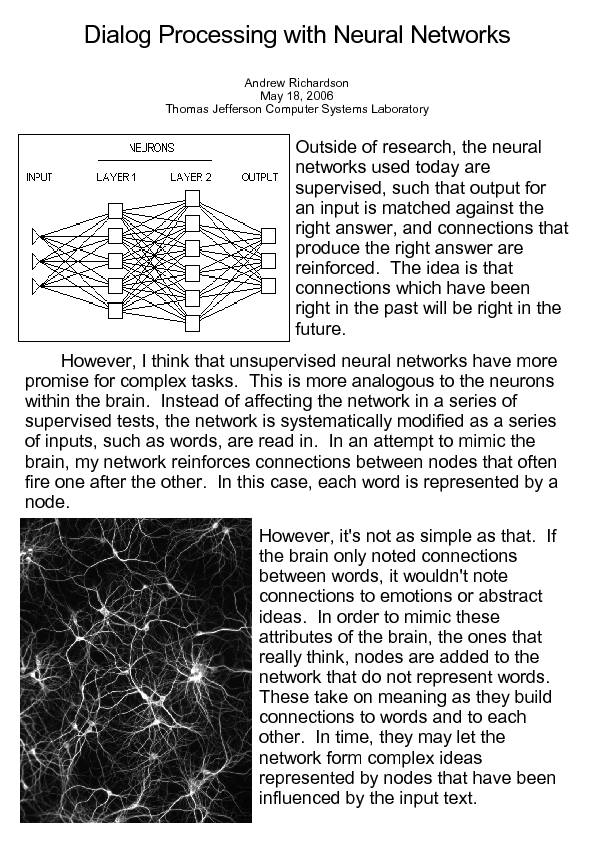 Dialog Processing with Neural Networks
Andrew Richardson
May 18, 2006
Thomas Jefferson Computer Systems Laboratory
NEURONS
INPUT LAYER 1 LAYER 2 OUTPUT
Outside of research, the neural
networks used today are
supervised, such that output for
an input is matched against the
right answer, and connections that
produce the right answer are
reinforced. The idea is that
connections which have been
right in the past will be right in the
future.
However, I think that unsupervised neural networks have more
promise for complex tasks. This is more analogous to the neurons
within the brain. Instead of affecting the network in a series of
supervised tests, the network is systematically modified as a series
of inputs, such as words, are read in. In an attempt to mimic the
brain, my network reinforces connections between nodes that often
fire one after the other. In this case, each word is represented by a
node.
However, it's not as simple as that. If
the brain only noted connections
between words, it wouldn't note
connections to emotions or abstract
ideas. In order to mimic these
attributes of the brain, the ones that
really think, nodes are added to the
network that do not represent words.
These take on meaning as they build
connections to words and to each
other. In time, they may let the
network form complex ideas
represented by nodes that have been
influenced by the input text.